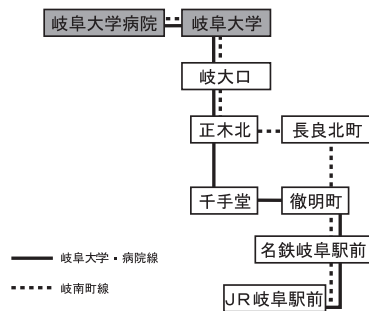 岐阜大学病院 岐阜大学
岐大口
正木北 長良北町
千手堂 徹明町
名鉄岐阜駅前
JR岐阜駅前
岐阜大学・病院線
岐南町線